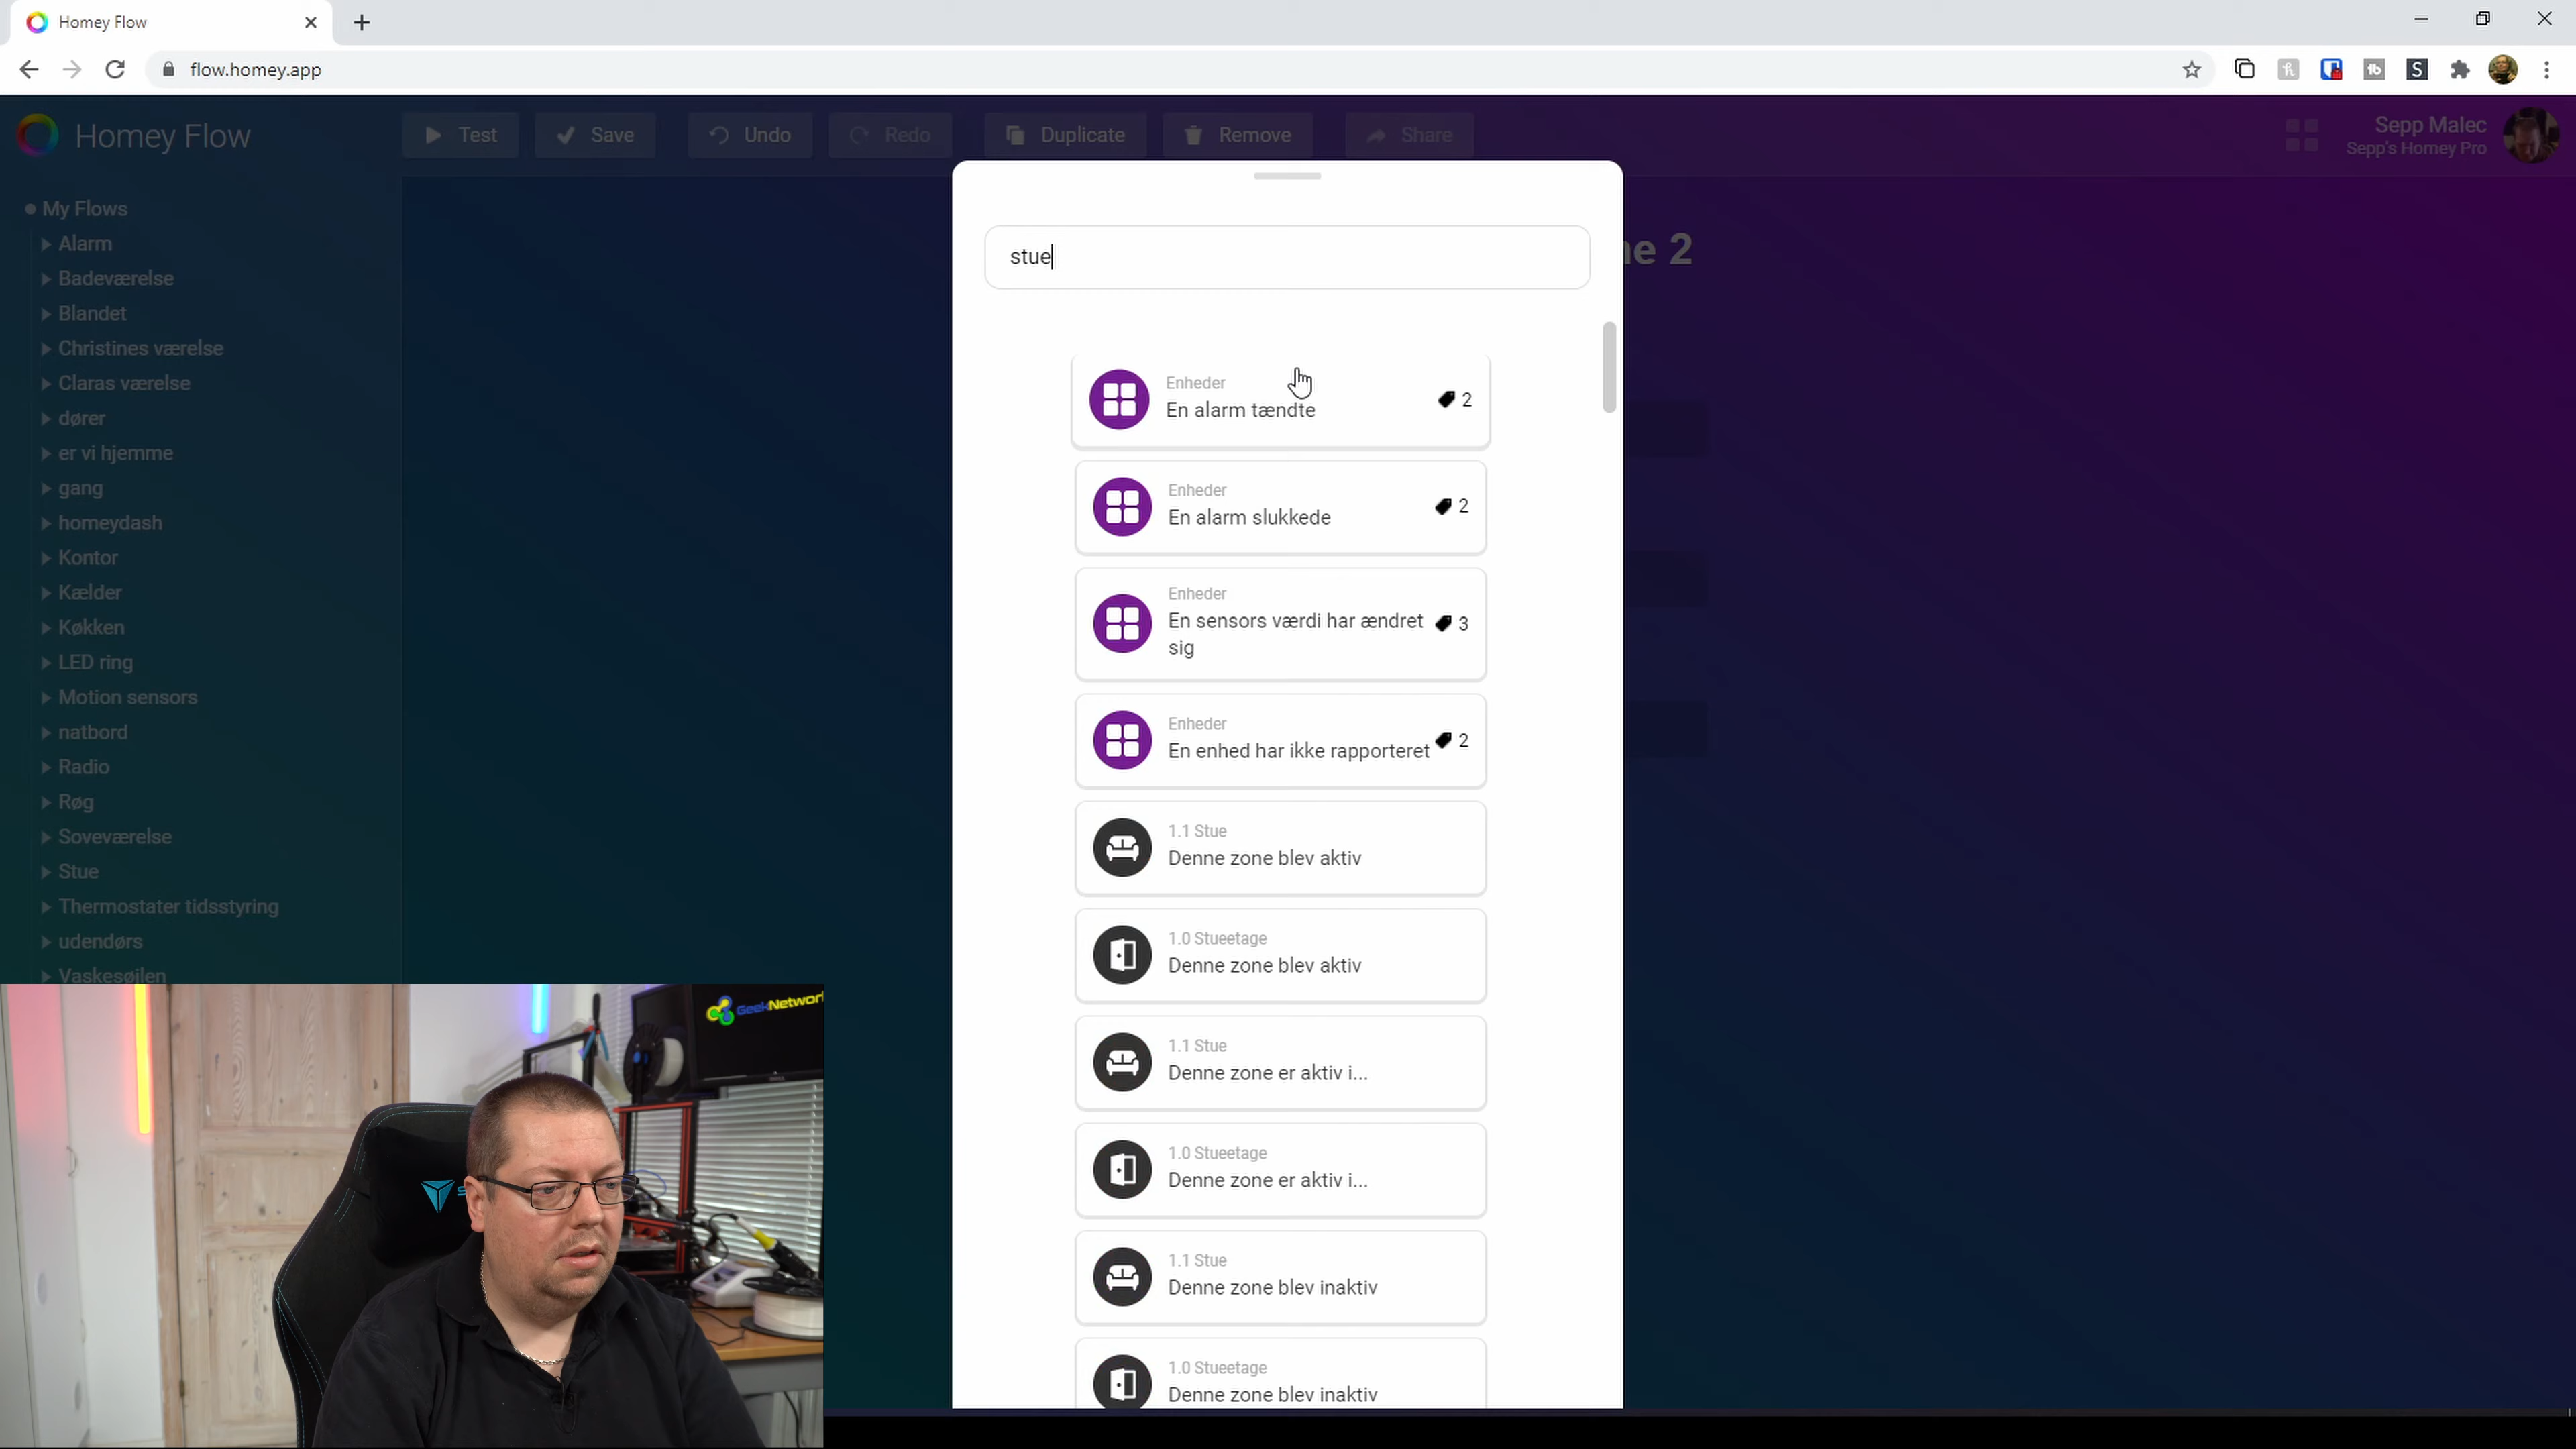 Homey Flow
flow.homey.app
Homey Flow
Test
Save
Undo
Redo
Duplicate
Remove
Share
Sepp Malec
Sepp's Homey Pro
My Flows
Alarm
Badeværelse
Blandet
Christines værelse
Claras værelse
dører
er vi hjemme
gang
homeydash
Kontor
Kælder
Køkken
LED ring
Motion sensors
natbord
Radio
Røg
Soveværelse
Stue
Thermostater tidsstyring
udendørs
Vaskesøjlen
2
stue
Enheder
En alarm tændte
2
Enheder
En alarm slukkede
2
Enheder
En sensors værdi har ændret
sig
3
Enheder
En enhed har ikke rapporteret
2
1.1 Stue
Denne zone blev aktiv
1.0 Stueetage
Denne zone blev aktiv
1.1 Stue
Denne zone er aktiv i...
1.0 Stueetage
Denne zone er aktiv i...
1.1 Stue
Denne zone blev inaktiv
1.0 Stueetage
Denne zone blev inaktiv
GeekNetwork